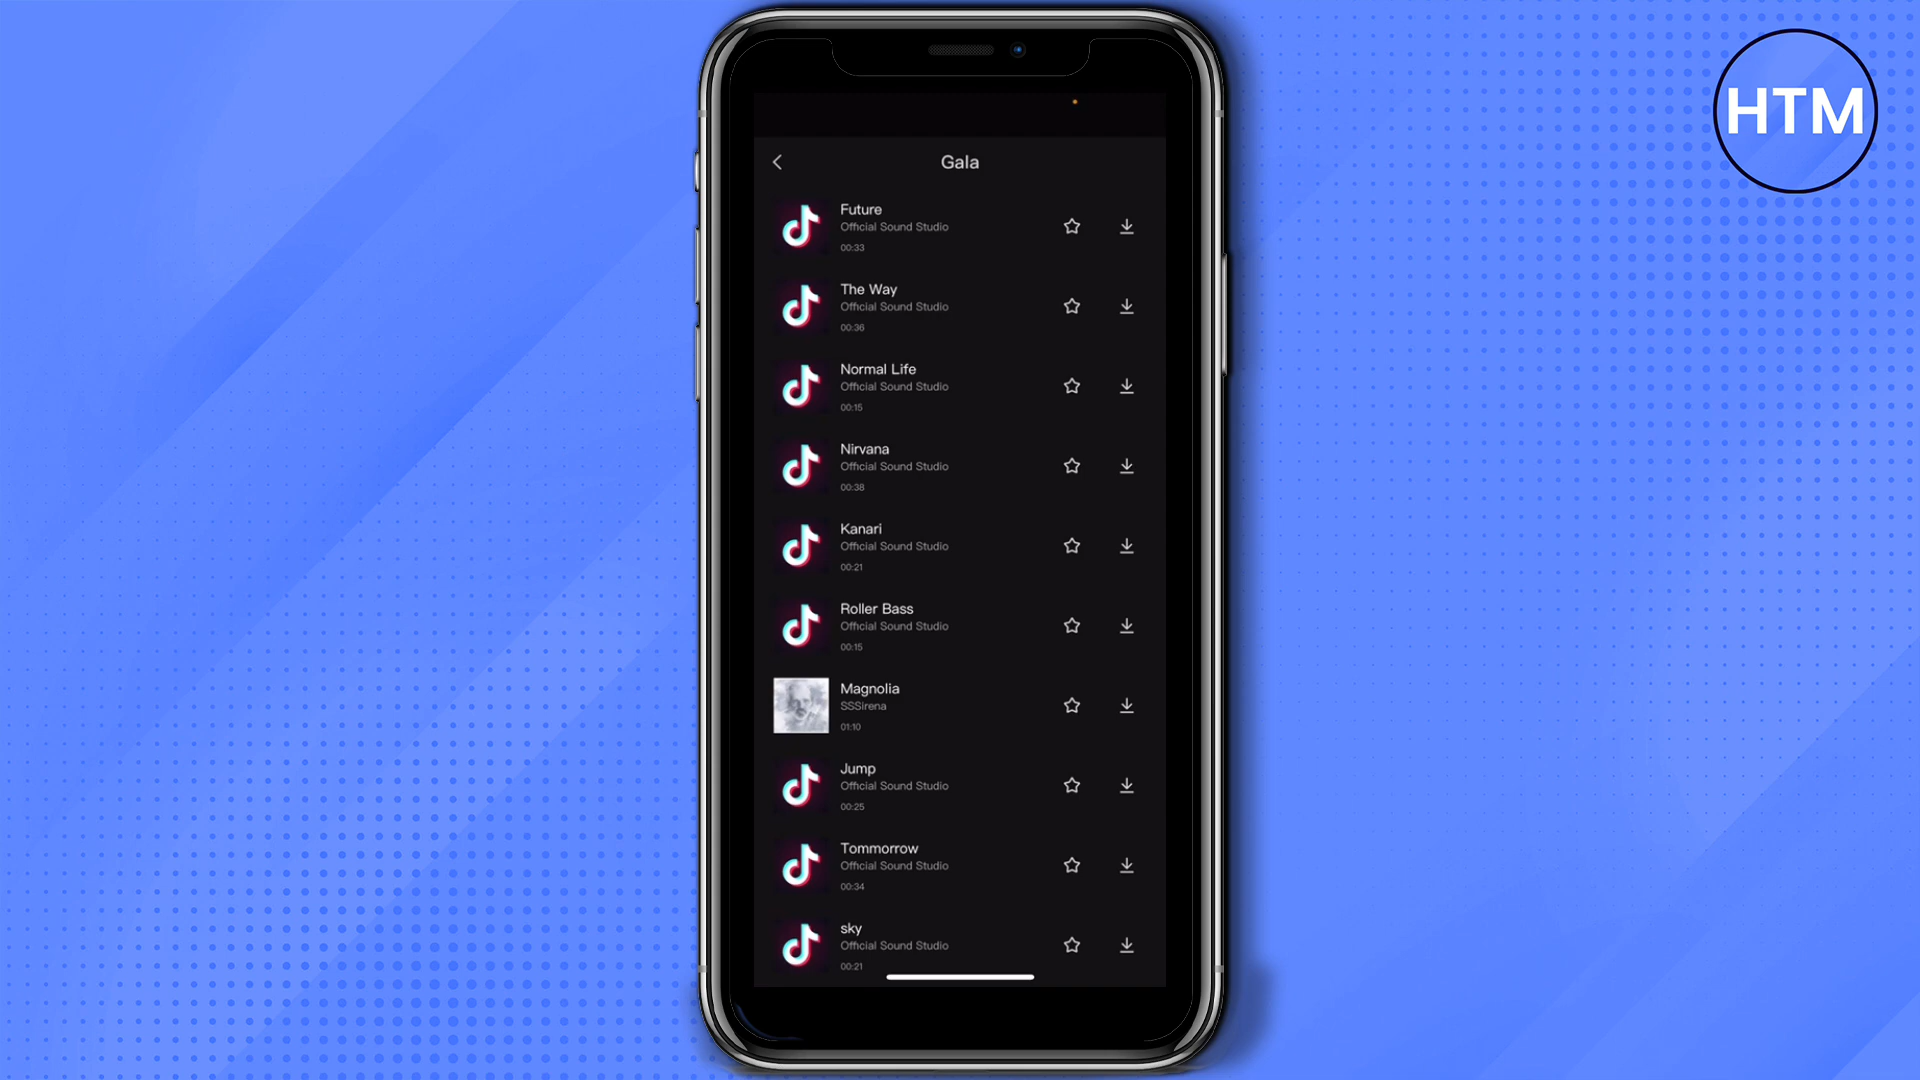 HTM
Gala
Future
Official Sound Studio
00:33
The Way
Official Sound Studio
00:36
Normal Life
Official Sound Studio
00:15
Nirvana
Official Sound Studio
00:38
Kanari
Official Sound Studio
00:21
Roller Bass
Official Sound Studio
00:15
Magnolia
SSSirena
01:10
Jump
Official Sound Studio
00:25
Tommorrow
Official Sound Studio
00:34
sky
Official Sound Studio
00:21